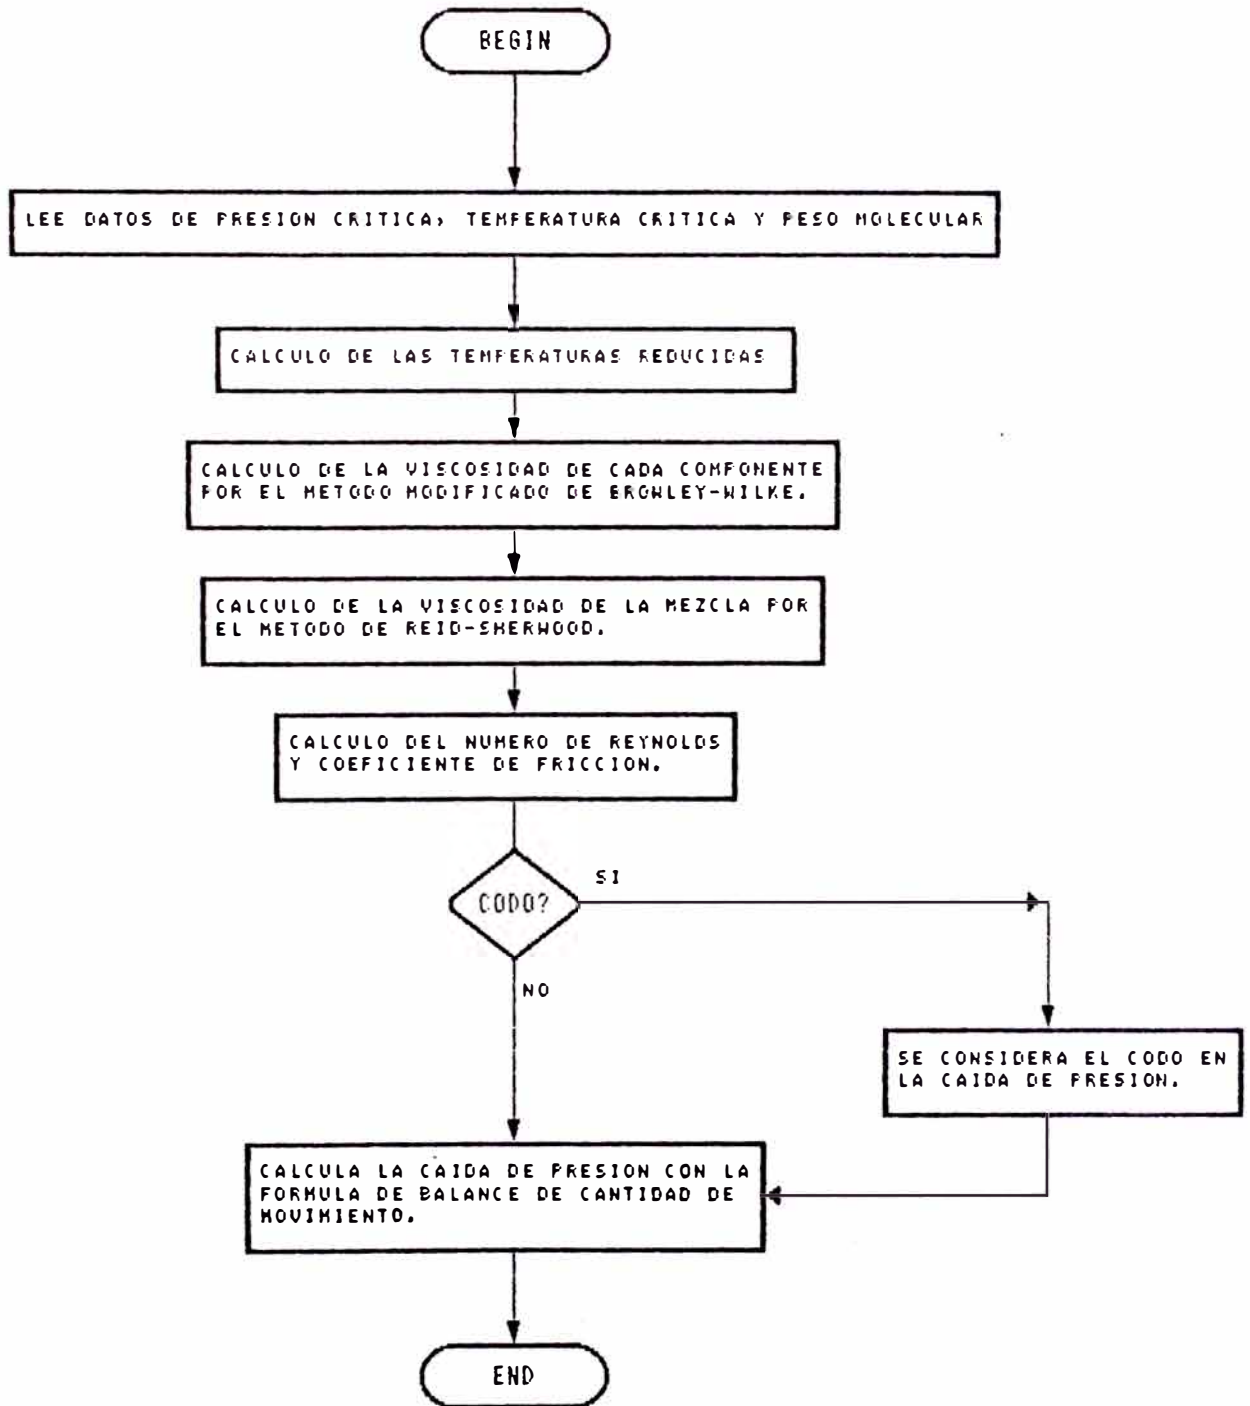 BEGIN
LEE DATOS DE PRESION CRITICA, TEMPERATURA CRITICA Y PESO MOLECULAR
CALCULO DE LAS TEMPERATURAS REDUCIDAS
CALCULO DE LA VISCOSIDAD DE CADA COMPONENTE
POR EL METODO MODIFICADO DE BROWLEY-WILKE.
CALCULO DE LA VISCOSIDAD DE LA MEZCLA POR
EL METODO DE REID-SHERWOOD.
CALCULO DEL NUMERO DE REYNOLDS
Y COEFICIENTE DE FRICCION.
CODO?
SI
NO
SE CONSIDERA EL CODO EN
LA CAIDA DE PRESION.
CALCULA LA CAIDA DE PRESION CON LA
FORMULA DE BALANCE DE CANTIDAD DE
MOVIMIENTO.
END